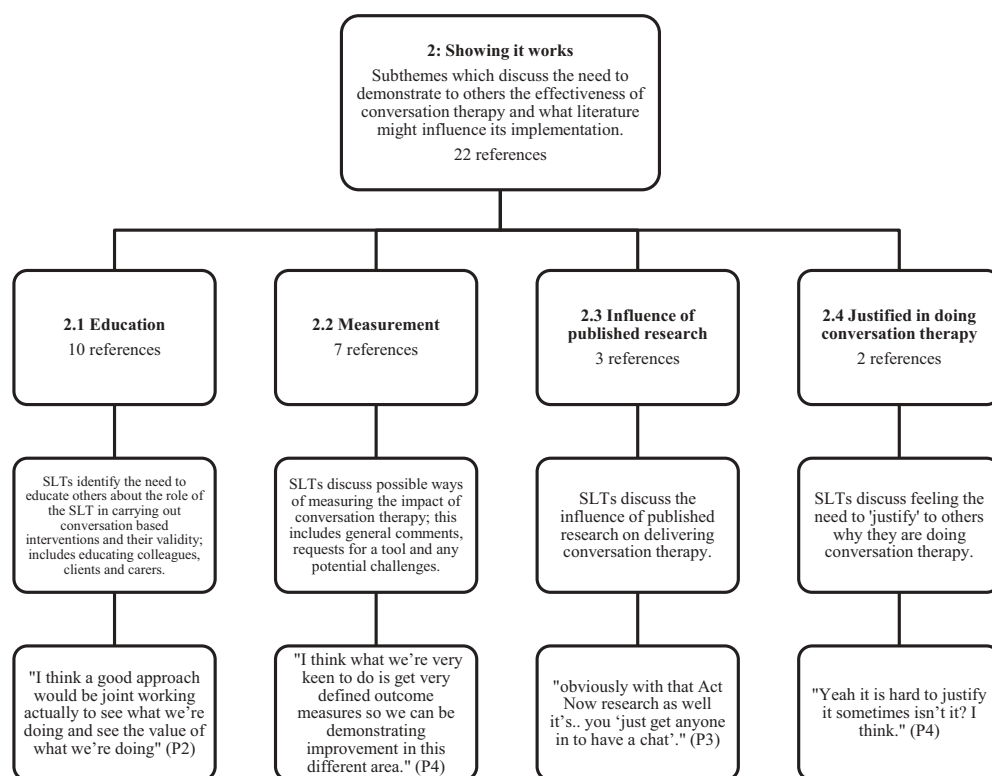 2: Showing it works
Subthemes which discuss the need to
demonstrate to others the effectiveness of
conversation therapy and what literature
might influence its implementation.
22 references
2.1 Education
10 references
2.2 Measurement
7 references
2.3 Influence of
published research
3 references
2.4 Justified in doing
conversation therapy
2 references
SLTs identify the need to
educate others about the role of
the SLT in carrying out
conversation based
interventions and their validity;
includes educating colleagues,
clients and carers.
SLTs discuss possible ways
of measuring the impact of
conversation therapy; this
includes general comments,
requests for a tool and any
potential challenges.
SLTs discuss the
influence of published
research on delivering
conversation therapy.
SLTs discuss feeling the
need to 'justify' to others
why they are doing
conversation therapy.
"I think a good approach
would be joint working
actually to see what we're
doing and see the value of
what we're doing" (P2)
"I think what we're very
keen to do is get very
defined outcome
measures so we can be
demonstrating
improvement in this
different area." (P4)
"obviously with that Act
Now research as well
it's.. you ‘just get anyone
in to have a chat’." (P3)
"Yeah it is hard to justify
it sometimes isn’t it? I
think." (P4)